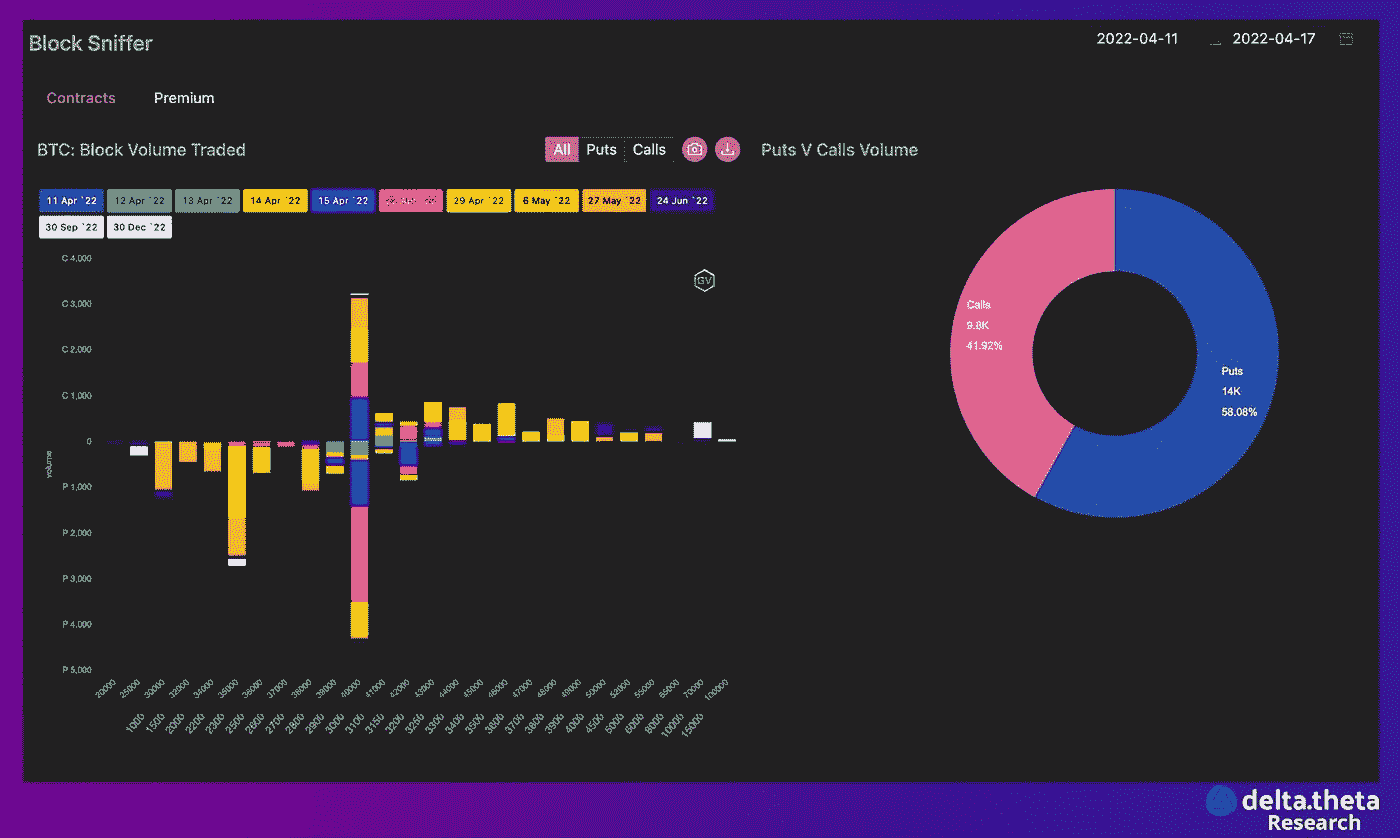 Block Sniffer
2022-04-11 2022-04-17
Contracts Premium
BTC: Block Volume Traded
All Puts Calls
Puts V Calls Volume
11 Apr `22 12 Apr `22 13 Apr `22 14 Apr `22 15 Apr `22 29 Apr `22 6 May `22 27 May `22 24 Jun `22
30 Sep `22 30 Dec `22
C 4,000
GV
C 3,000
C 2,000
C 1,000
0
volume
P 1,000
P 2,000
P 3,000
P 4,000
P 5,000
Calls
9.8K
41.92%
Puts
14K
58.08%
20000 25000 30000 32000 34000 35000 36000 37000 38000 39000 40000 41000 42000 43000 44000 45000 46000 47000 48000 49000 50000 52000 55000 65000 70000 100000
1000 1500 2000 2200 2300 2500 2600 2700 2800 2900 3000 3100 3150 3200 3250 3300 3400 3500 3600 3700 3800 3900 4000 4500 5000 6000 8000 10000 15000
delta.theta
Research